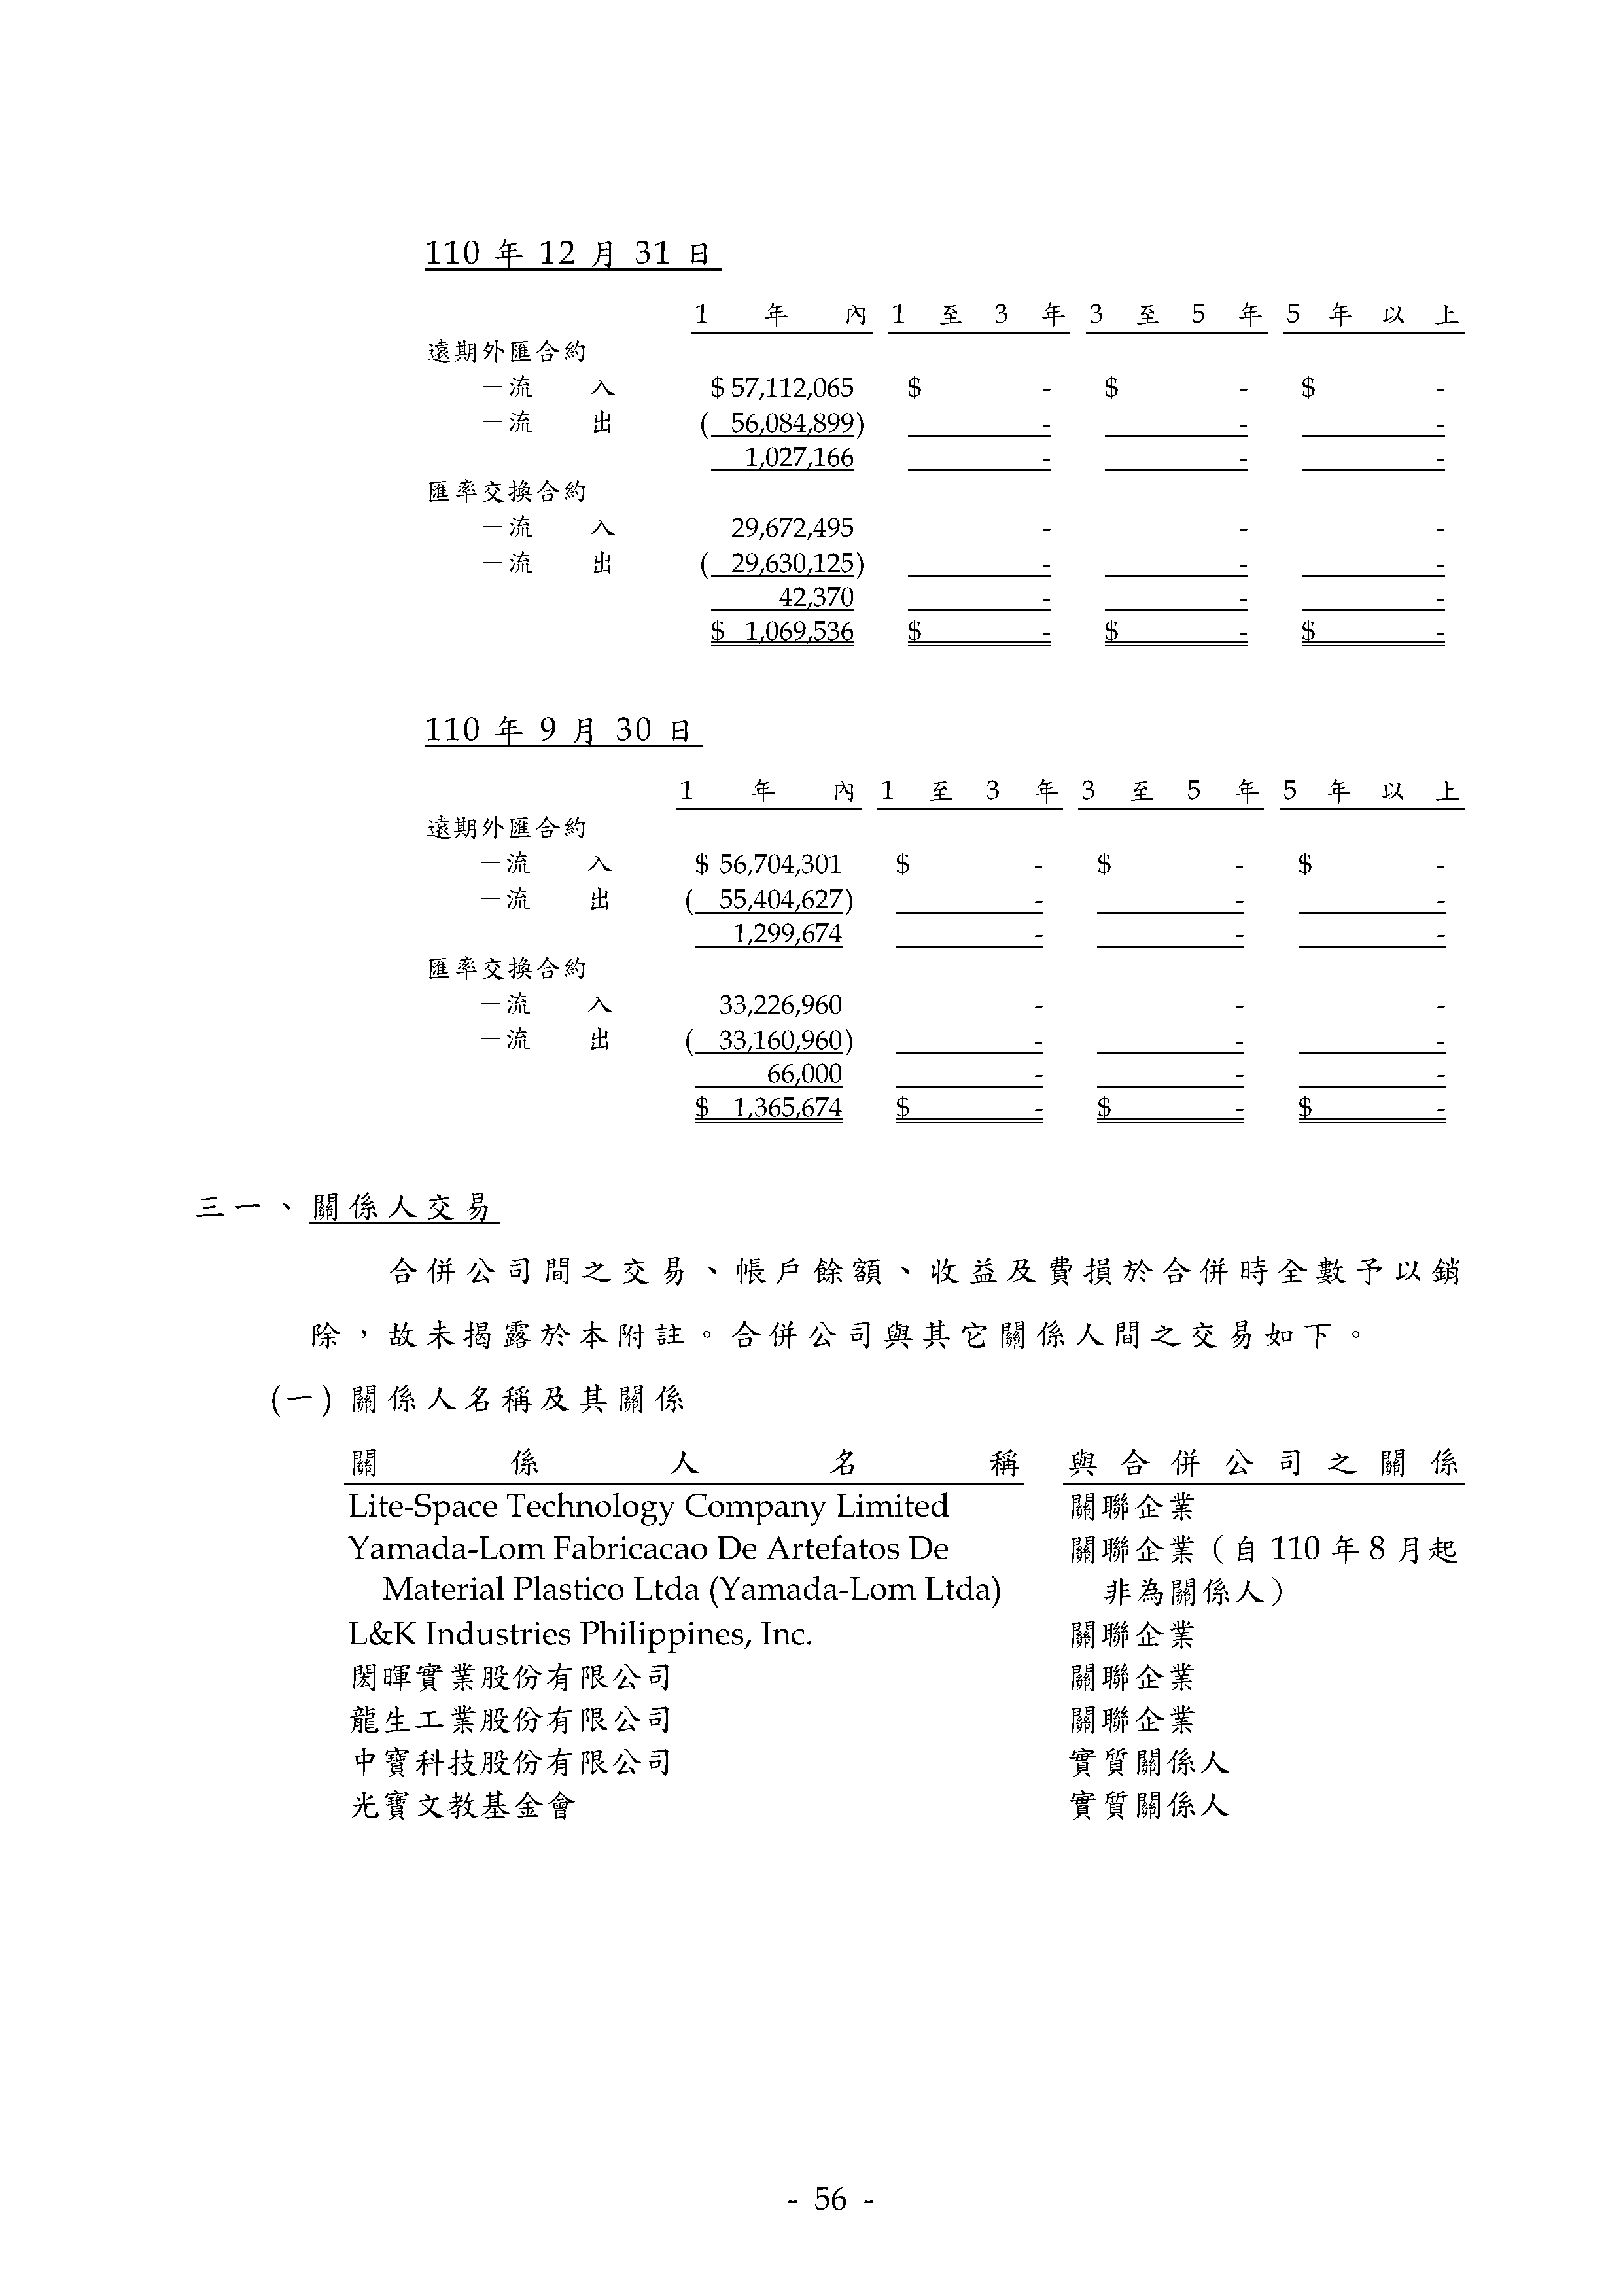 110 年 12 月 31 日
1 年 內 1 至 3 年 3 至 5 年 5 年 以 上
遠期外匯合約
－流 入 $ 57,112,065 $ - $ - $ -
－流 出 ( 56,084,899) - - -
1,027,166 - - -
匯率交換合約
－流 入 29,672,495 - - -
－流 出 ( 29,630,125) - - -
42,370 - - -
$ 1,069,536 $ - $ - $ -
110 年 9 月 30 日
1 年 內 1 至 3 年 3 至 5 年 5 年 以 上
遠期外匯合約
－流 入 $ 56,704,301 $ - $ - $ -
－流 出 ( 55,404,627) - - -
1,299,674 - - -
匯率交換合約
－流 入 33,226,960 - - -
－流 出 ( 33,160,960) - - -
66,000 - - -
$ 1,365,674 $ - $ - $ -
三一、關係人交易
合併公司間之交易、帳戶餘額、收益及費損於合併時全數予以銷
除，故未揭露於本附註。合併公司與其它關係人間之交易如下。
(一) 關係人名稱及其關係
關 係 人 名 稱 與 合 併 公 司 之 關 係
Lite-Space Technology Company Limited 關聯企業
Yamada-Lom Fabricacao De Artefatos De 關聯企業（自 110 年 8 月起
Material Plastico Ltda (Yamada-Lom Ltda) 非為關係人）
L&K Industries Philippines, Inc. 關聯企業
閎暉實業股份有限公司 關聯企業
龍生工業股份有限公司 關聯企業
中寶科技股份有限公司 實質關係人
光寶文教基金會 實質關係人
- 56 -